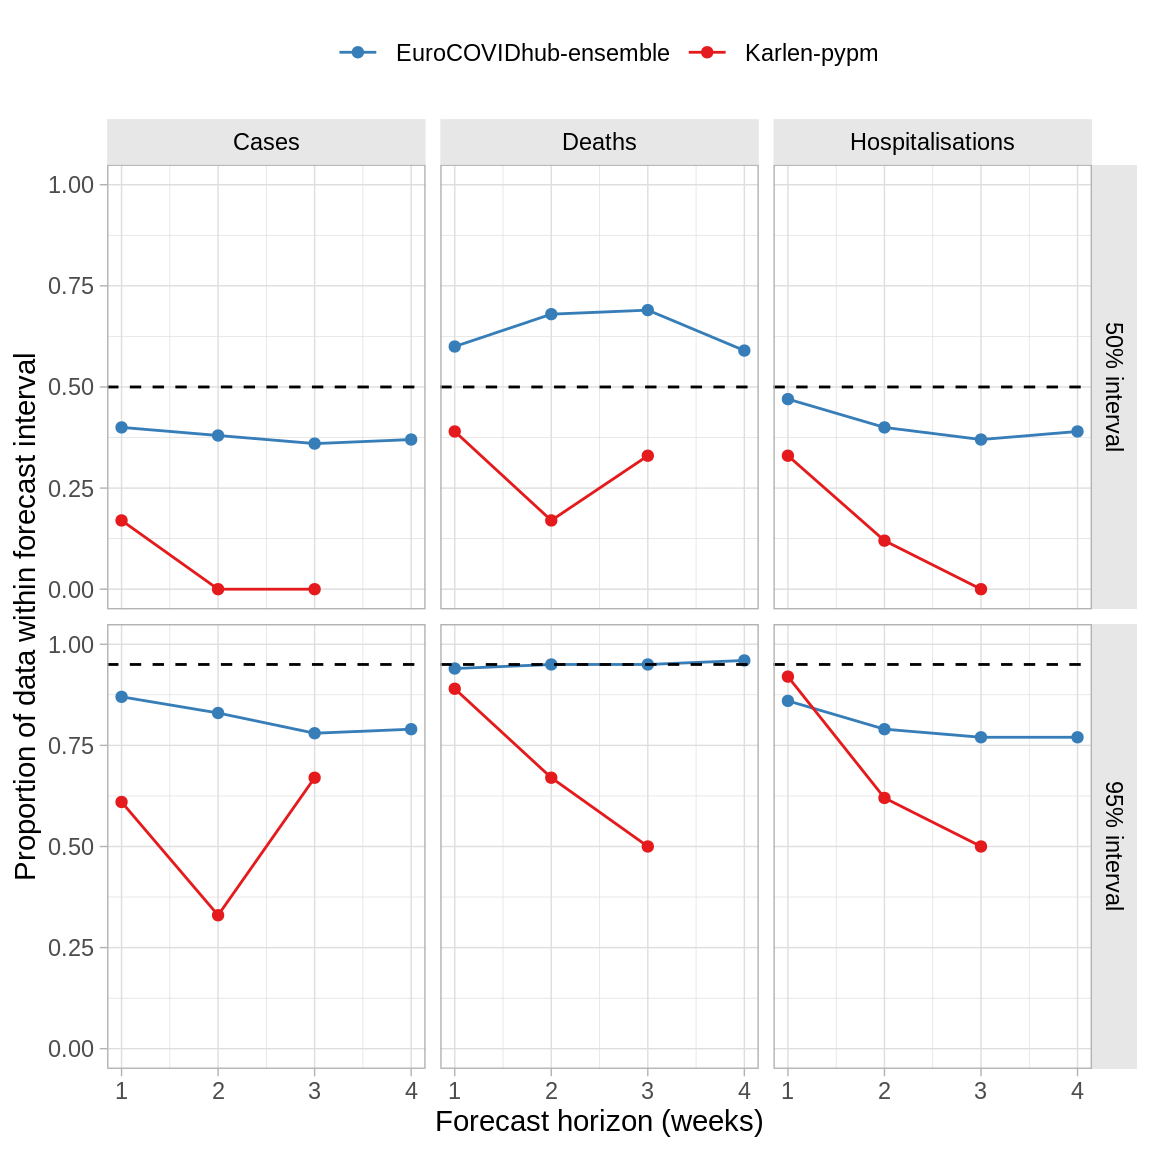 EuroCOVIDhub-ensemble Karlen-pypm
Cases Deaths Hospitalisations
1.00
0.75
0.50
0.25
0.00
50% interval
1.00
0.75
0.50
0.25
0.00
95% interval
Proportion of data within forecast interval
1 2 3 4 1 2 3 4 1 2 3 4
Forecast horizon (weeks)